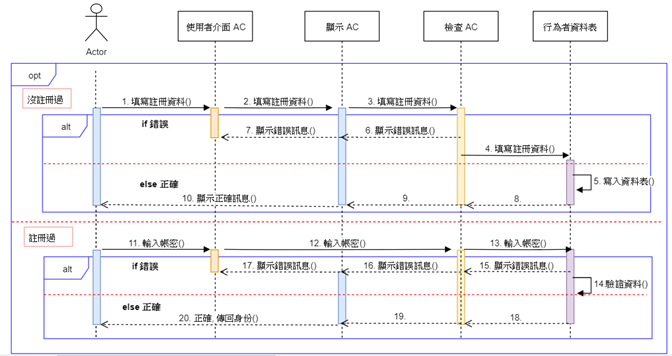 使用者介面 AC
顯示 AC
檢查 AC
行為者資料表
Actor
opt
沒註冊過
1. 填寫註冊資料()
2. 填寫註冊資料()
3. 填寫註冊資料()
alt
if 錯誤
7. 顯示錯誤訊息()
6. 顯示錯誤訊息()
4. 填寫註冊資料()
else 正確
5. 寫入資料表()
10. 顯示正確訊息()
9.
8.
註冊過
11. 輸入帳密()
12. 輸入帳密()
13. 輸入帳密()
alt
if 錯誤
17. 顯示錯誤訊息()
16. 顯示錯誤訊息()
15. 顯示錯誤訊息()
14.驗證資料()
else 正確
20. 正確, 傳回身份()
19.
18.